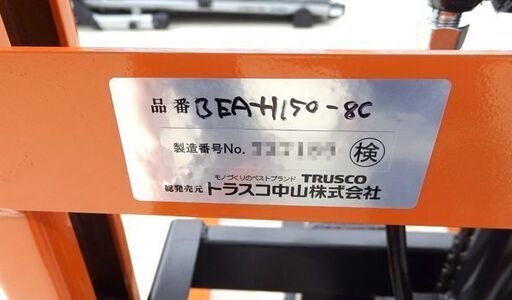 品番 BEA-H150-8C
製造番号No. 検
モノづくりのベストブランド TRUSCO
総発売元 トラスコ中山株式会社